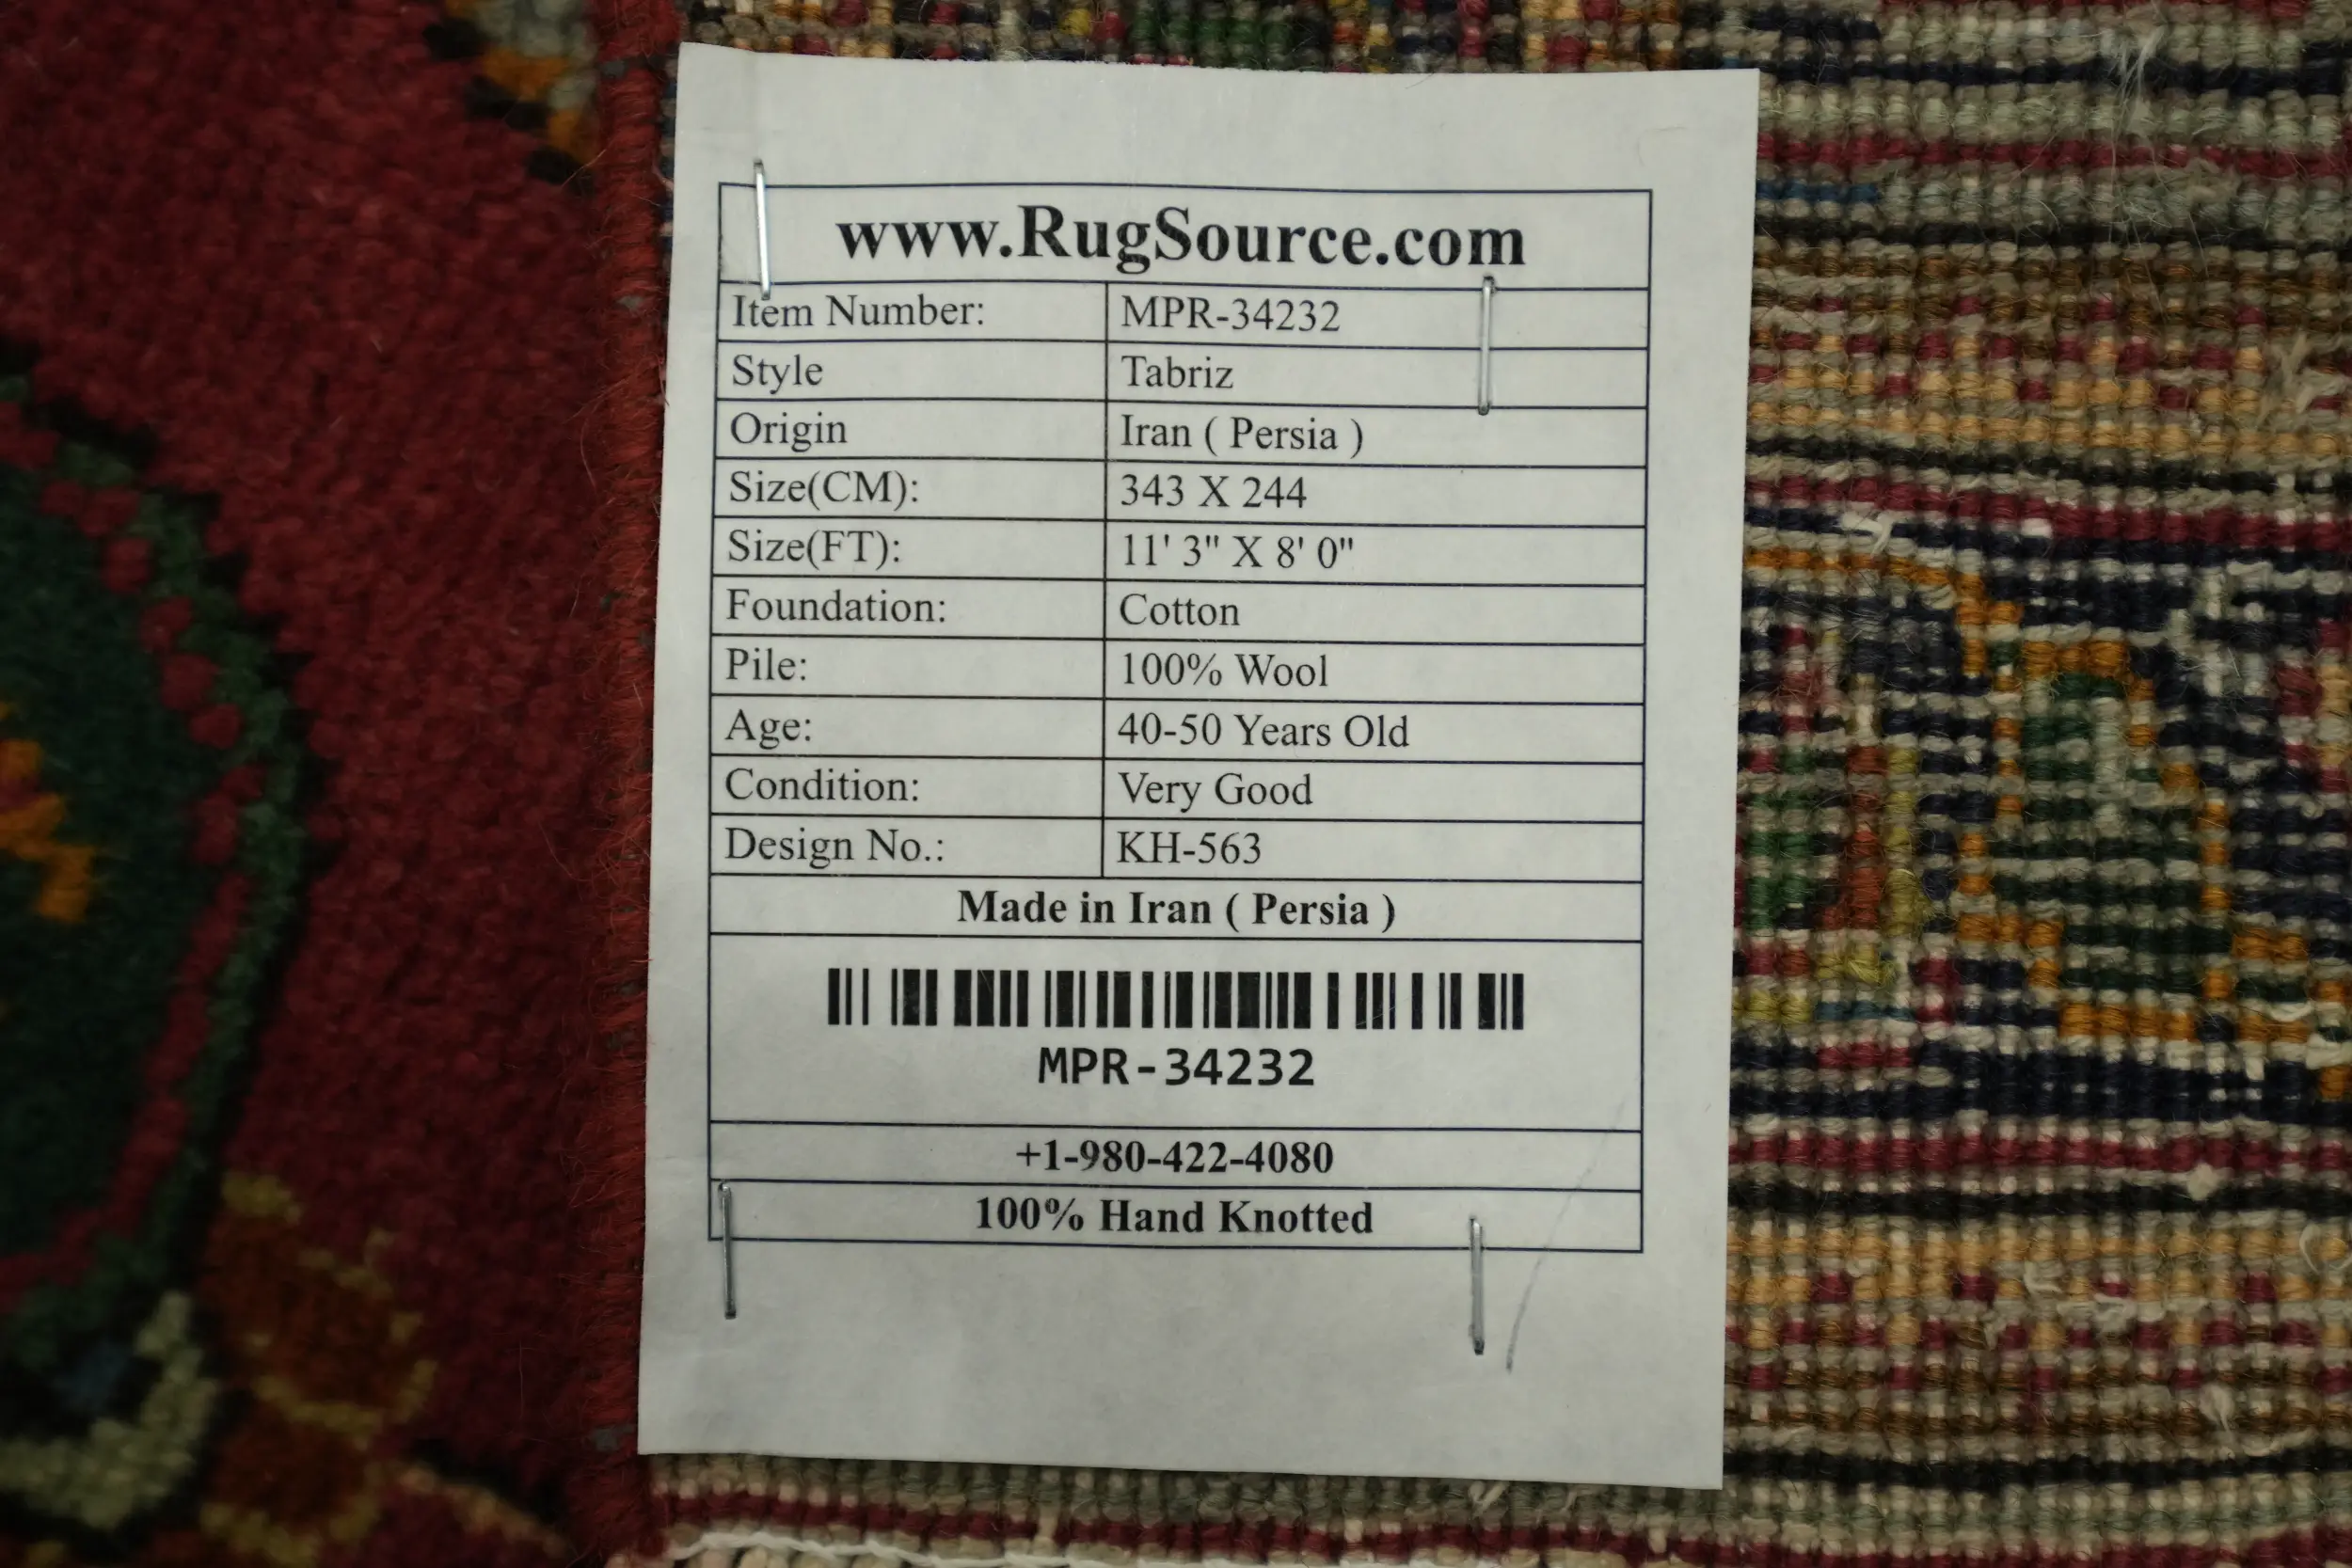 www.RugSource.com
Item Number: MPR-34232
Style Tabriz
Origin Iran ( Persia )
Size(CM): 343 X 244
Size(FT): 11' 3" X 8' 0"
Foundation: Cotton
Pile: 100% Wool
Age: 40-50 Years Old
Condition: Very Good
Design No.: KH-563
Made in Iran ( Persia )
MPR-34232
+1-980-422-4080
100% Hand Knotted